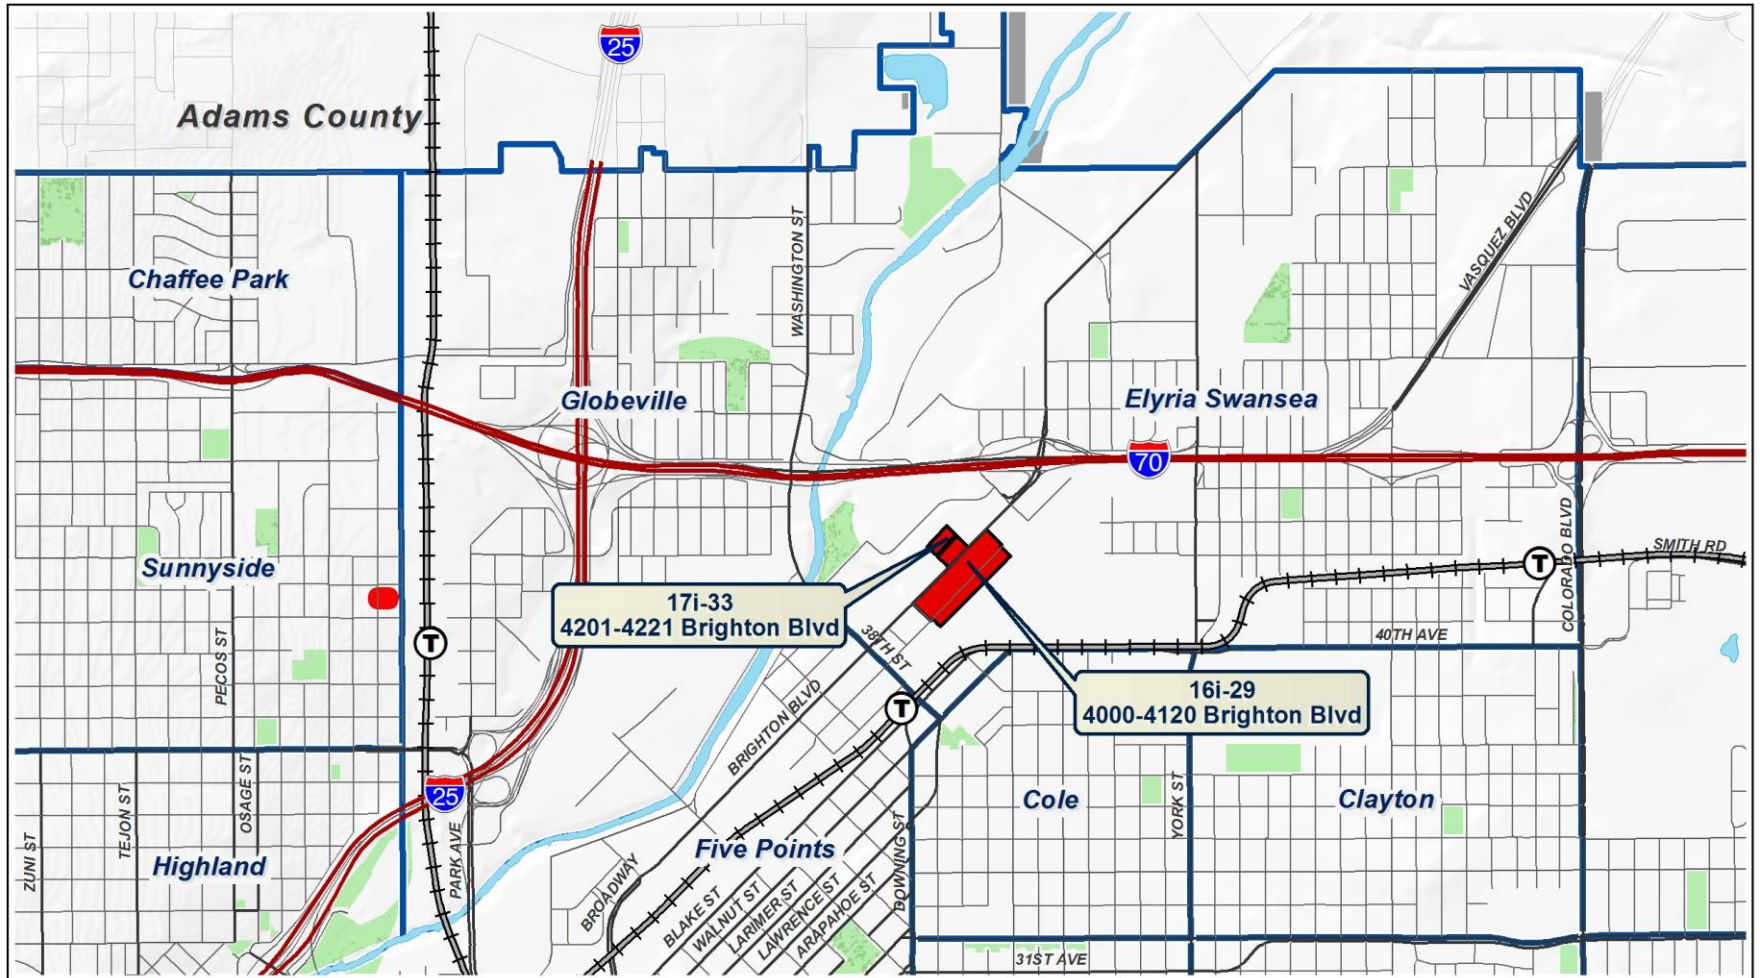 25
Adams County
WASHINGTON ST
VASQUEZ BLVD
Chaffee Park
Globeville
Elyria Swansea
70
COLORADO BLVD
SMITH RD
T
Sunnyside
17i-33
4201-4221 Brighton Blvd
38TH ST
40TH AVE
T
PECOS ST
16i-29
4000-4120 Brighton Blvd
T
BRIGHTON BLVD
25
OSAGE ST
TEJON ST
ZUNI ST
PARK AVE
Highland
Five Points
Cole
YORK ST
Clayton
DOWNING ST
BROADWAY
BLAKE ST
WALNUT ST
LARIMER ST
LAWRENCE ST
ARAPAHOE ST
31ST AVE